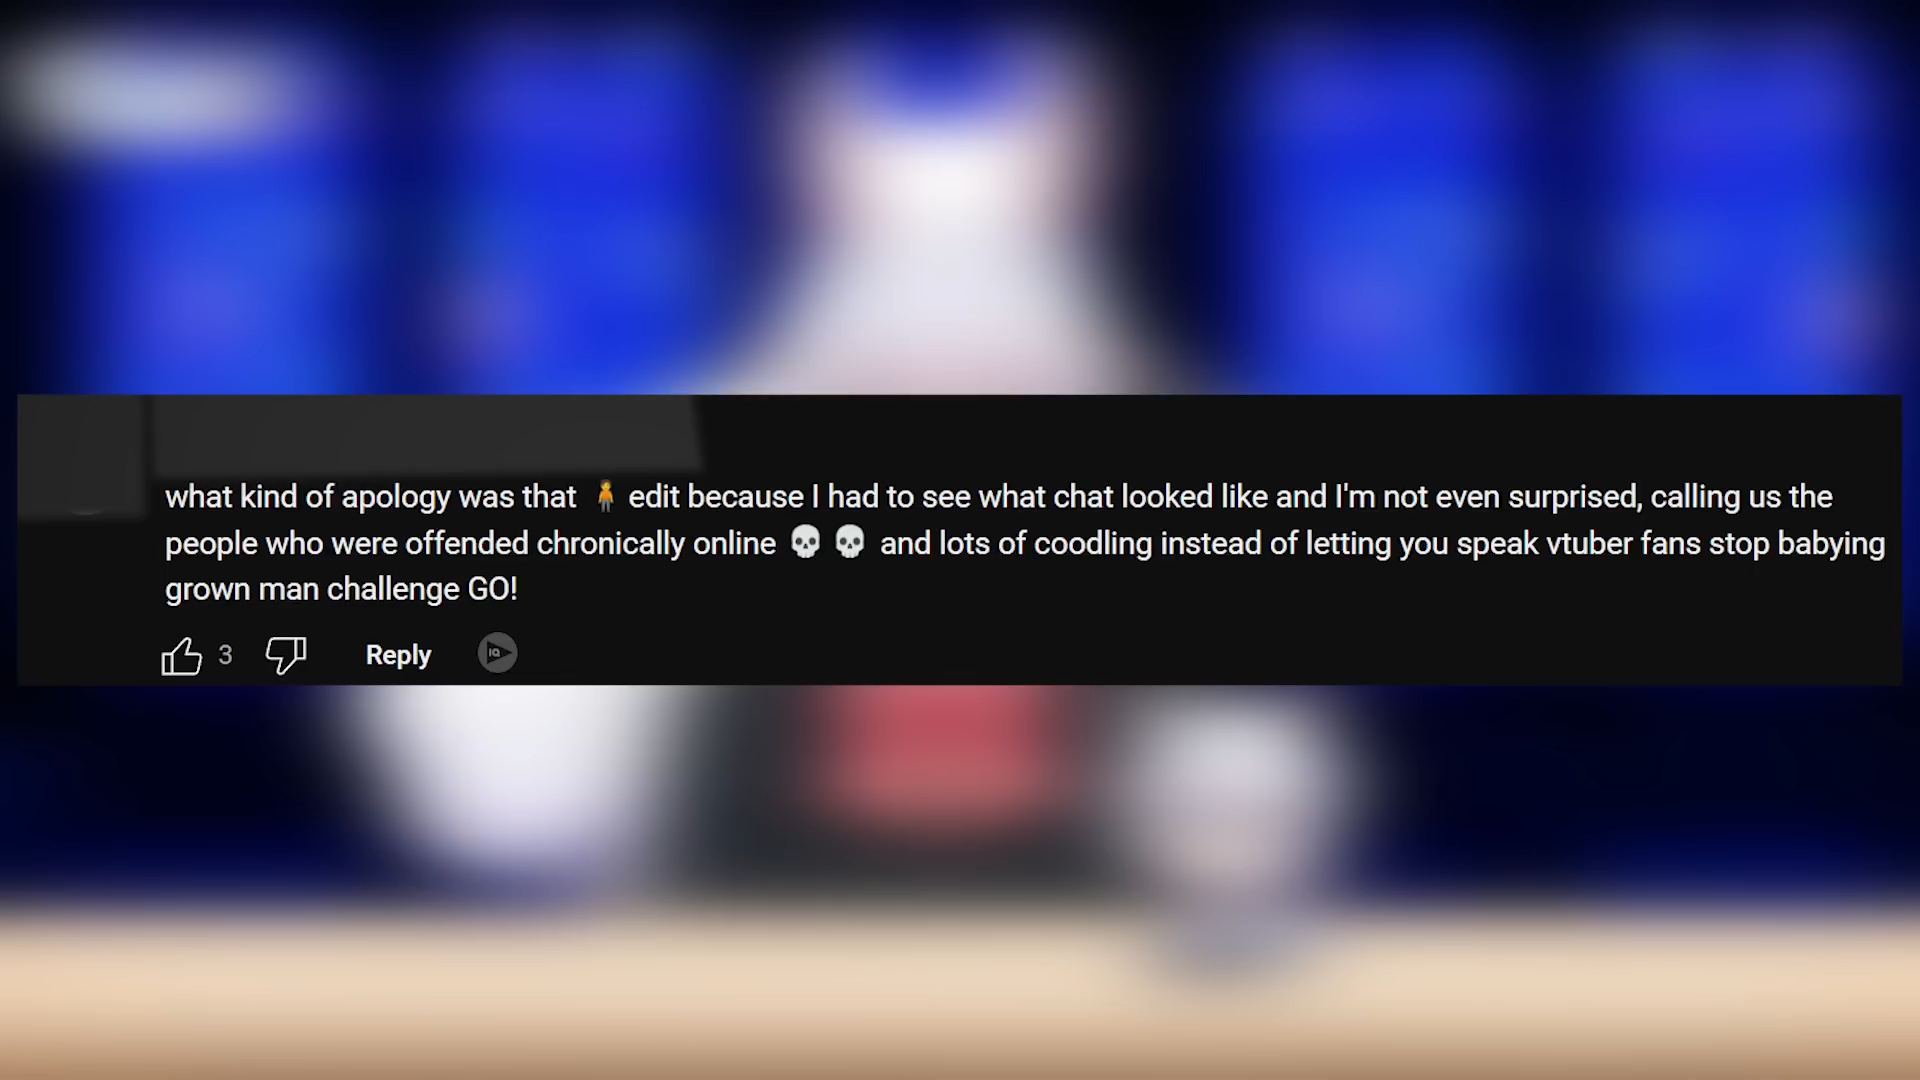 what kind of apology was that 🧍 edit because I had to see what chat looked like and I'm not even surprised, calling us the
people who were offended chronically online 💀 💀 and lots of coodling instead of letting you speak vtuber fans stop babying
grown man challenge GO!
3 Reply IQ